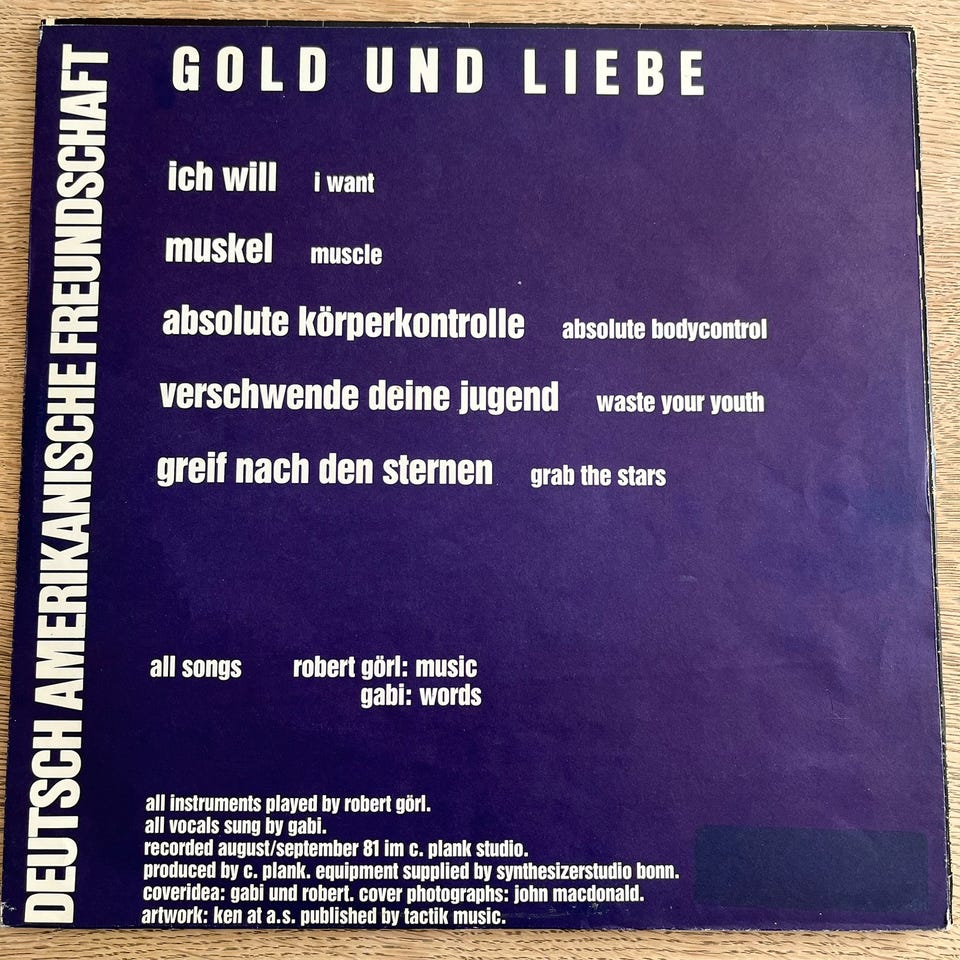 DEUTSCH AMERIKANISCHE FREUNDSCHAFT
GOLD UND LIEBE
ich will i want
muskel muscle
absolute körperkontrolle absolute bodycontrol
verschwende deine jugend waste your youth
greif nach den sternen grab the stars
all songs robert görl: music
gabi: words
all instruments played by robert görl.
all vocals sung by gabi.
recorded august/september 81 im c. plank studio.
produced by c. plank. equipment supplied by synthesizerstudio bonn.
coveridea: gabi und robert. cover photographs: john macdonald.
artwork: ken at a.s. published by tactik music.